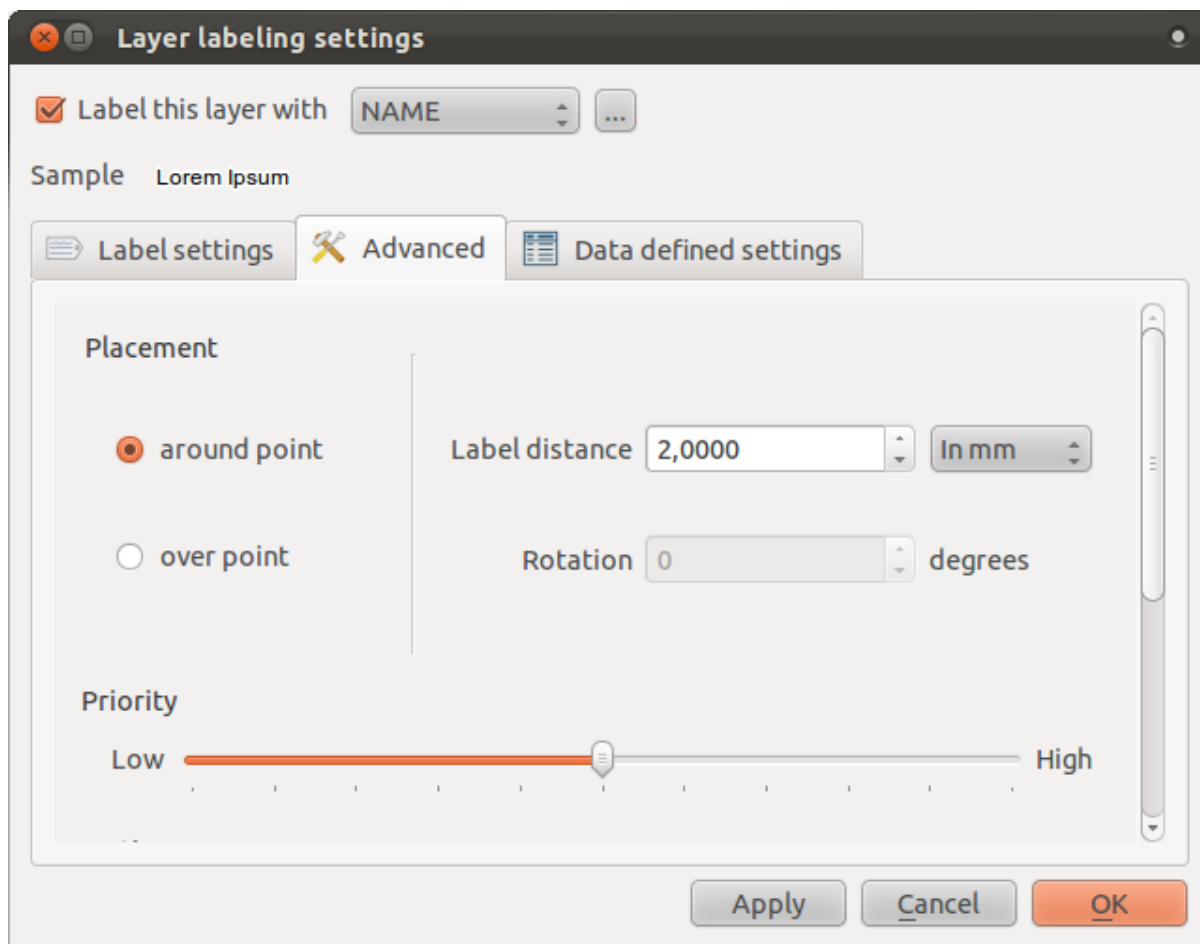 Layer labeling settings
Label this layer with NAME ...
Sample Lorem Ipsum
Label settings Advanced Data defined settings
Placement
around point Label distance 2,0000 In mm
over point Rotation 0 degrees
Priority
Low High
Apply Cancel OK